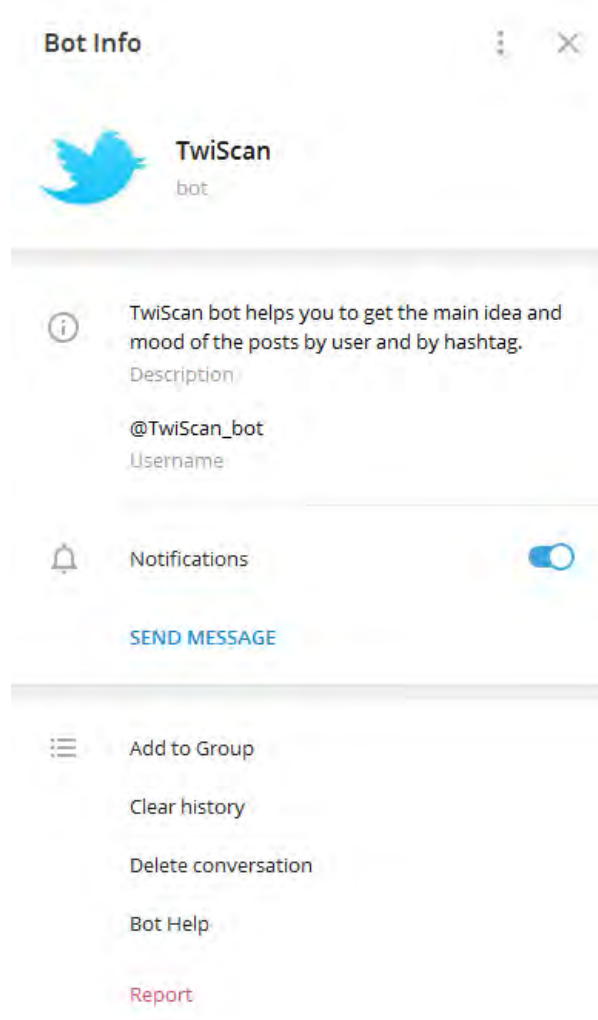 Bot Info
TwiScan
bot
TwiScan bot helps you to get the main idea and
mood of the posts by user and by hashtag.
Description
@TwiScan_bot
Username
Notifications
SEND MESSAGE
Add to Group
Clear history
Delete conversation
Bot Help
Report